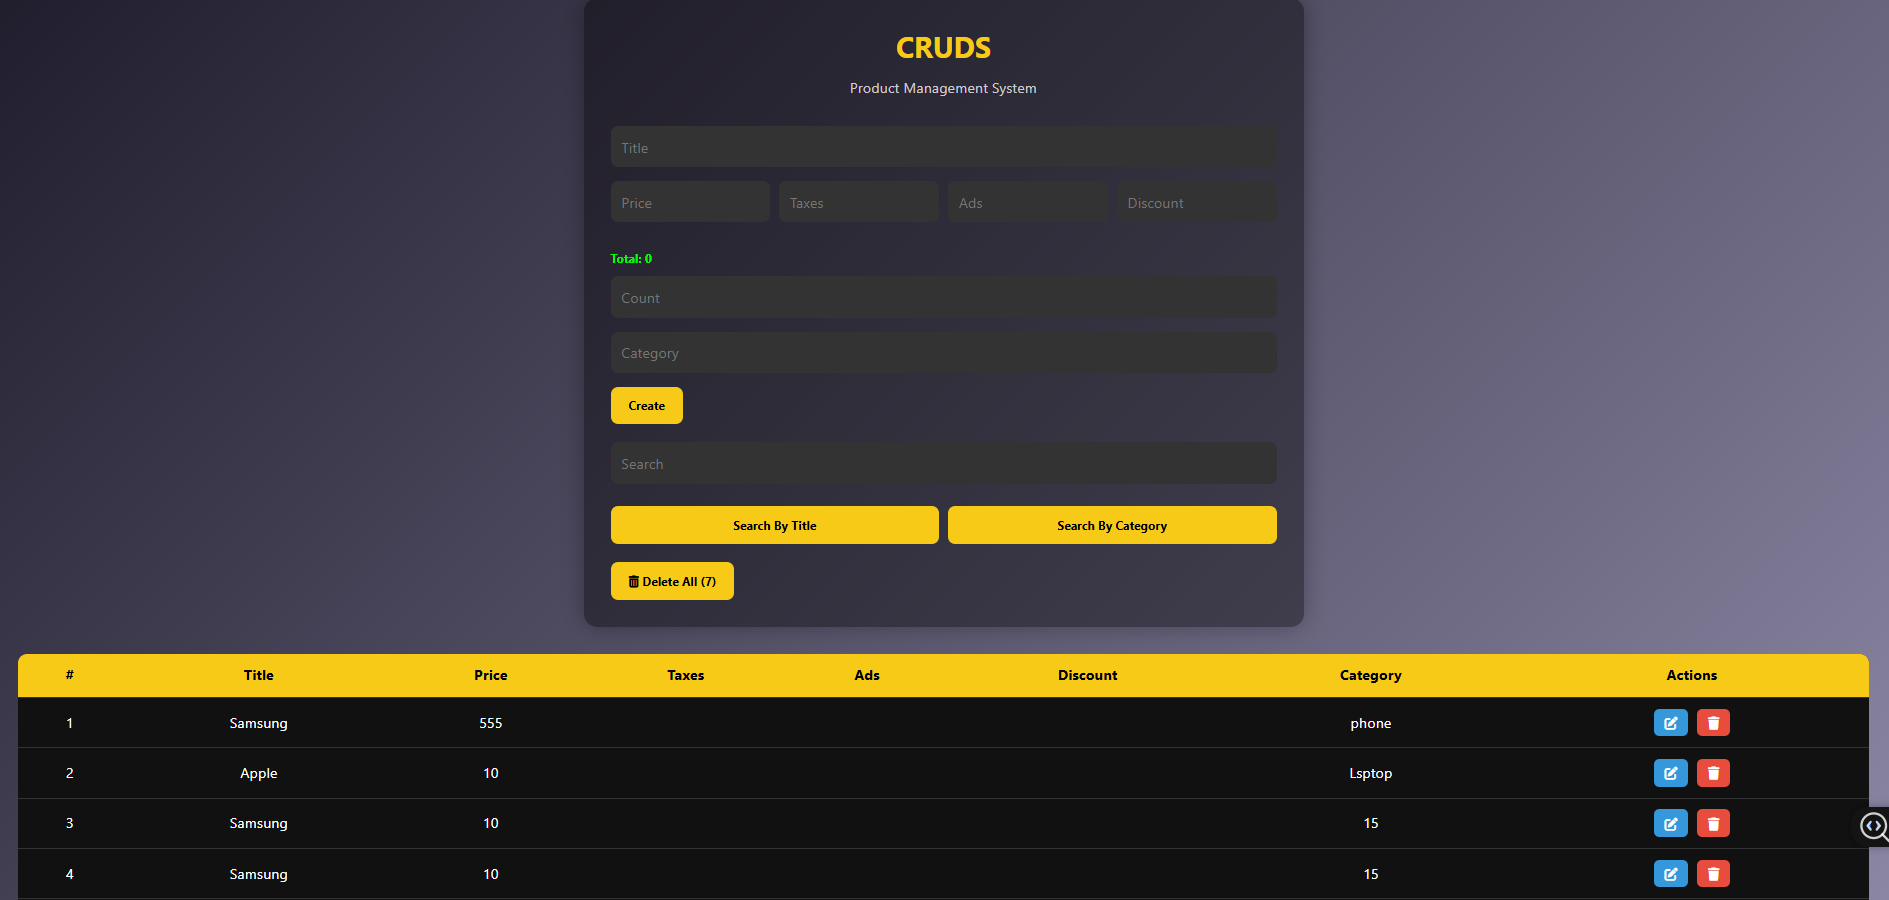 CRUDS
Product Management System
Title
Price Taxes Ads Discount
Total: 0
Count
Category
Create
Search
Search By Title Search By Category
Delete All (7)
# Title Price Taxes Ads Discount Category Actions
1 Samsung 555 phone
2 Apple 10 Lsptop
3 Samsung 10 15
4 Samsung 10 15